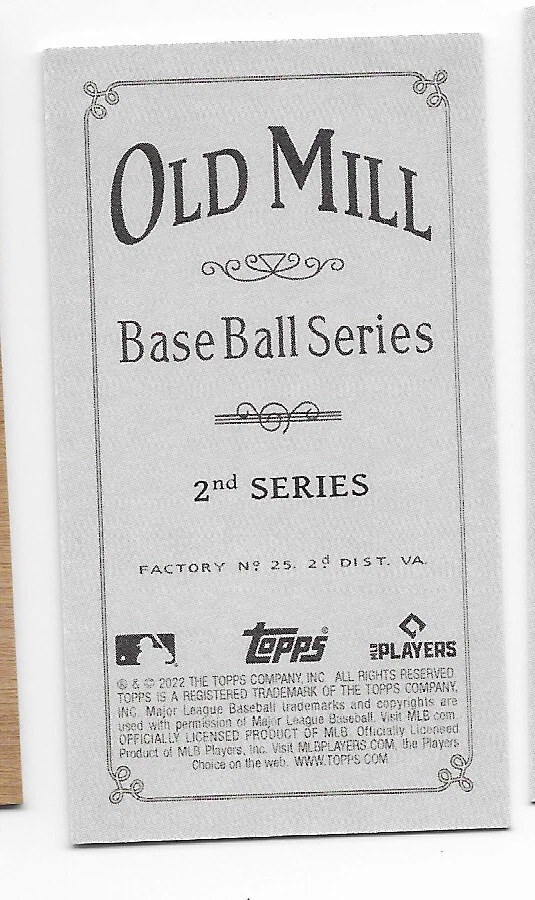 OLD MILL
Base Ball Series
2nd SERIES
FACTORY Nº 25. 2d DIST. VA.
topps®
MLB PLAYERS
® & © 2022 THE TOPPS COMPANY, INC. ALL RIGHTS RESERVED.
TOPPS IS A REGISTERED TRADEMARK OF THE TOPPS COMPANY,
INC. Major League Baseball trademarks and copyrights are
used with permission of Major League Baseball. Visit MLB.com.
OFFICIALLY LICENSED PRODUCT OF MLB. Officially Licensed
Product of MLB Players, Inc. Visit MLBPLAYERS.COM, the Players
Choice on the web. WWW.TOPPS.COM